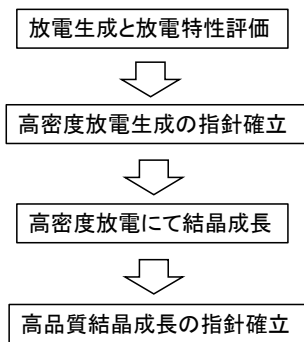 放電生成と放電特性評価
高密度放電生成の指針確立
高密度放電にて結晶成長
高品質結晶成長の指針確立